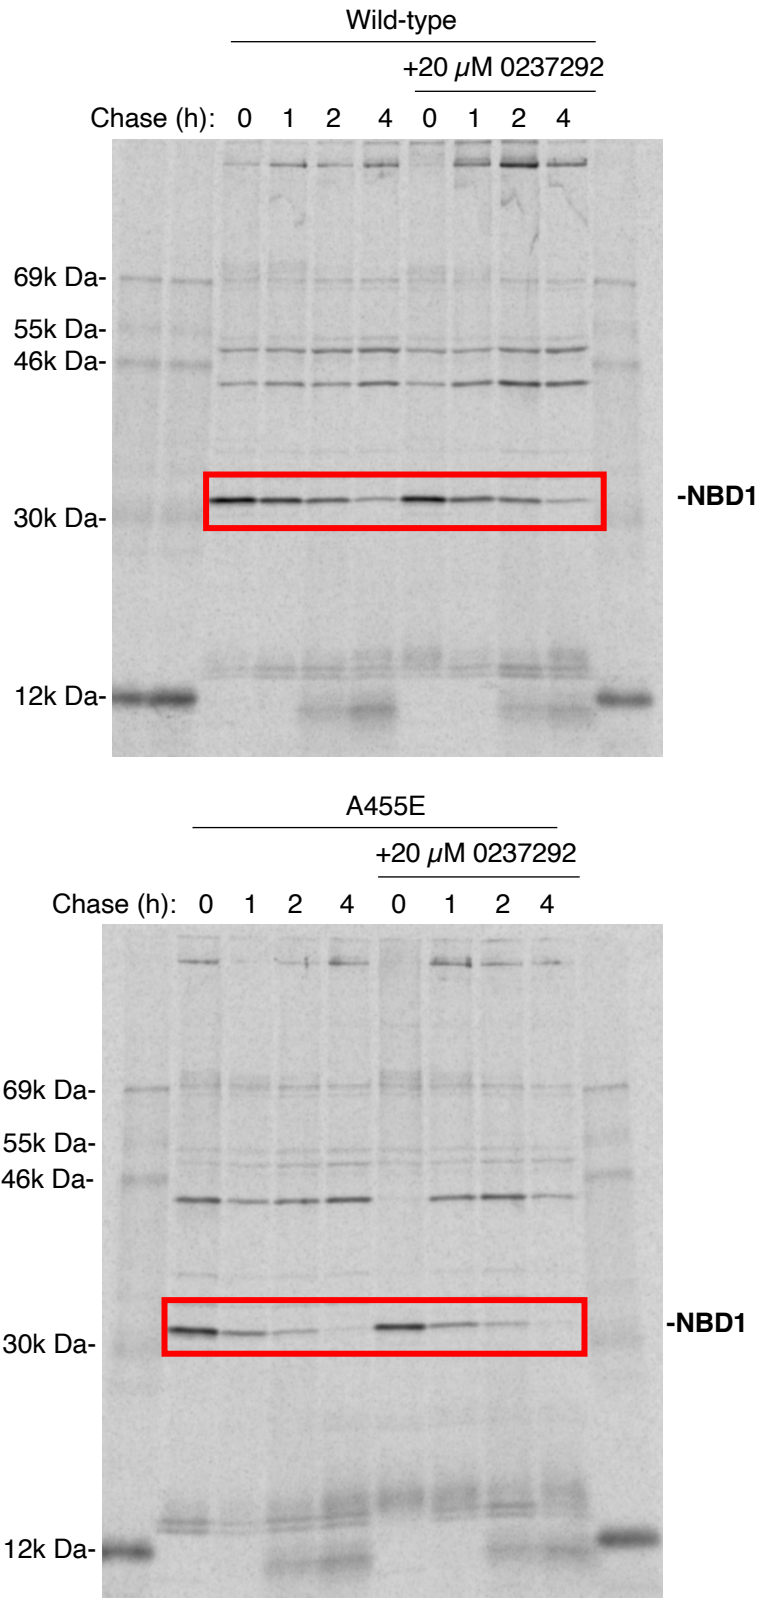 Wild-type
+20 µM 0237292
Chase (h): 0 1 2 4 0 1 2 4
69k Da-
55k Da-
46k Da-
-NBD1
30k Da-
12k Da-
A455E
+20 µM 0237292
Chase (h): 0 1 2 4 0 1 2 4
69k Da-
55k Da-
46k Da-
-NBD1
30k Da-
12k Da-